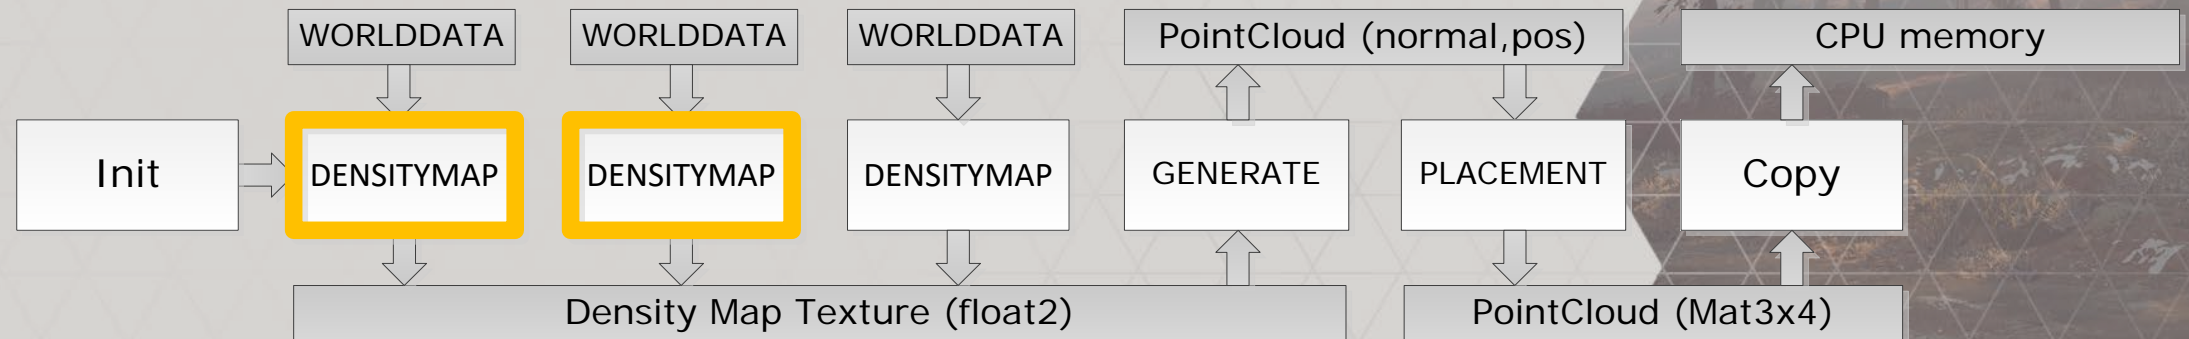 WORLDDATA
WORLDDATA
WORLDDATA
PointCloud (normal,pos)
CPU memory
Init
DENSITYMAP
DENSITYMAP
DENSITYMAP
GENERATE
PLACEMENT
Copy
Density Map Texture (float2)
PointCloud (Mat3x4)